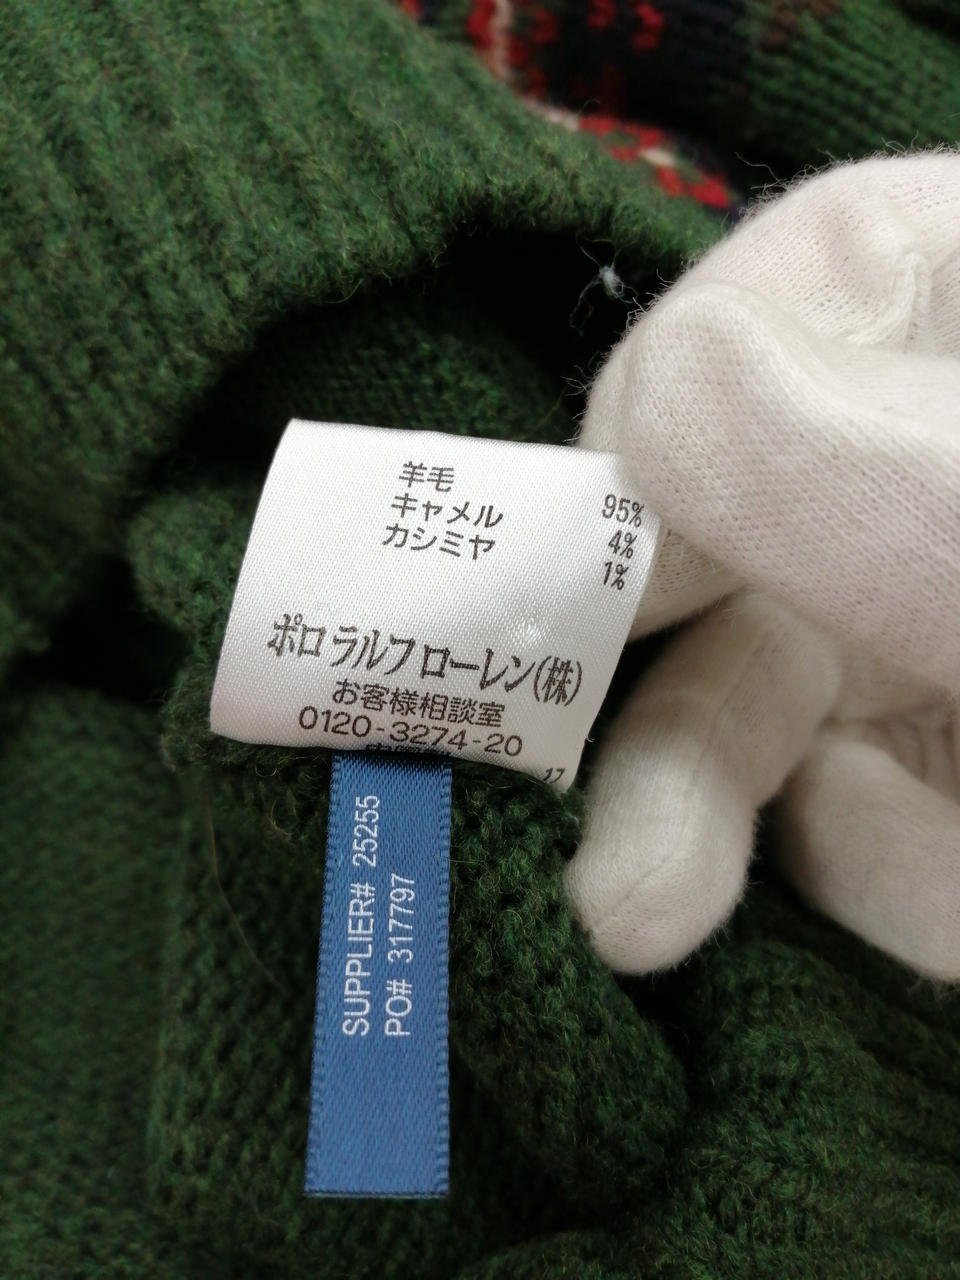 羊毛 95%
キャメル 4%
カシミヤ 1%
ポロ ラルフ ローレン(株)
お客様相談室
0120-3274-20
17
SUPPLIER# 25255
PO# 317797